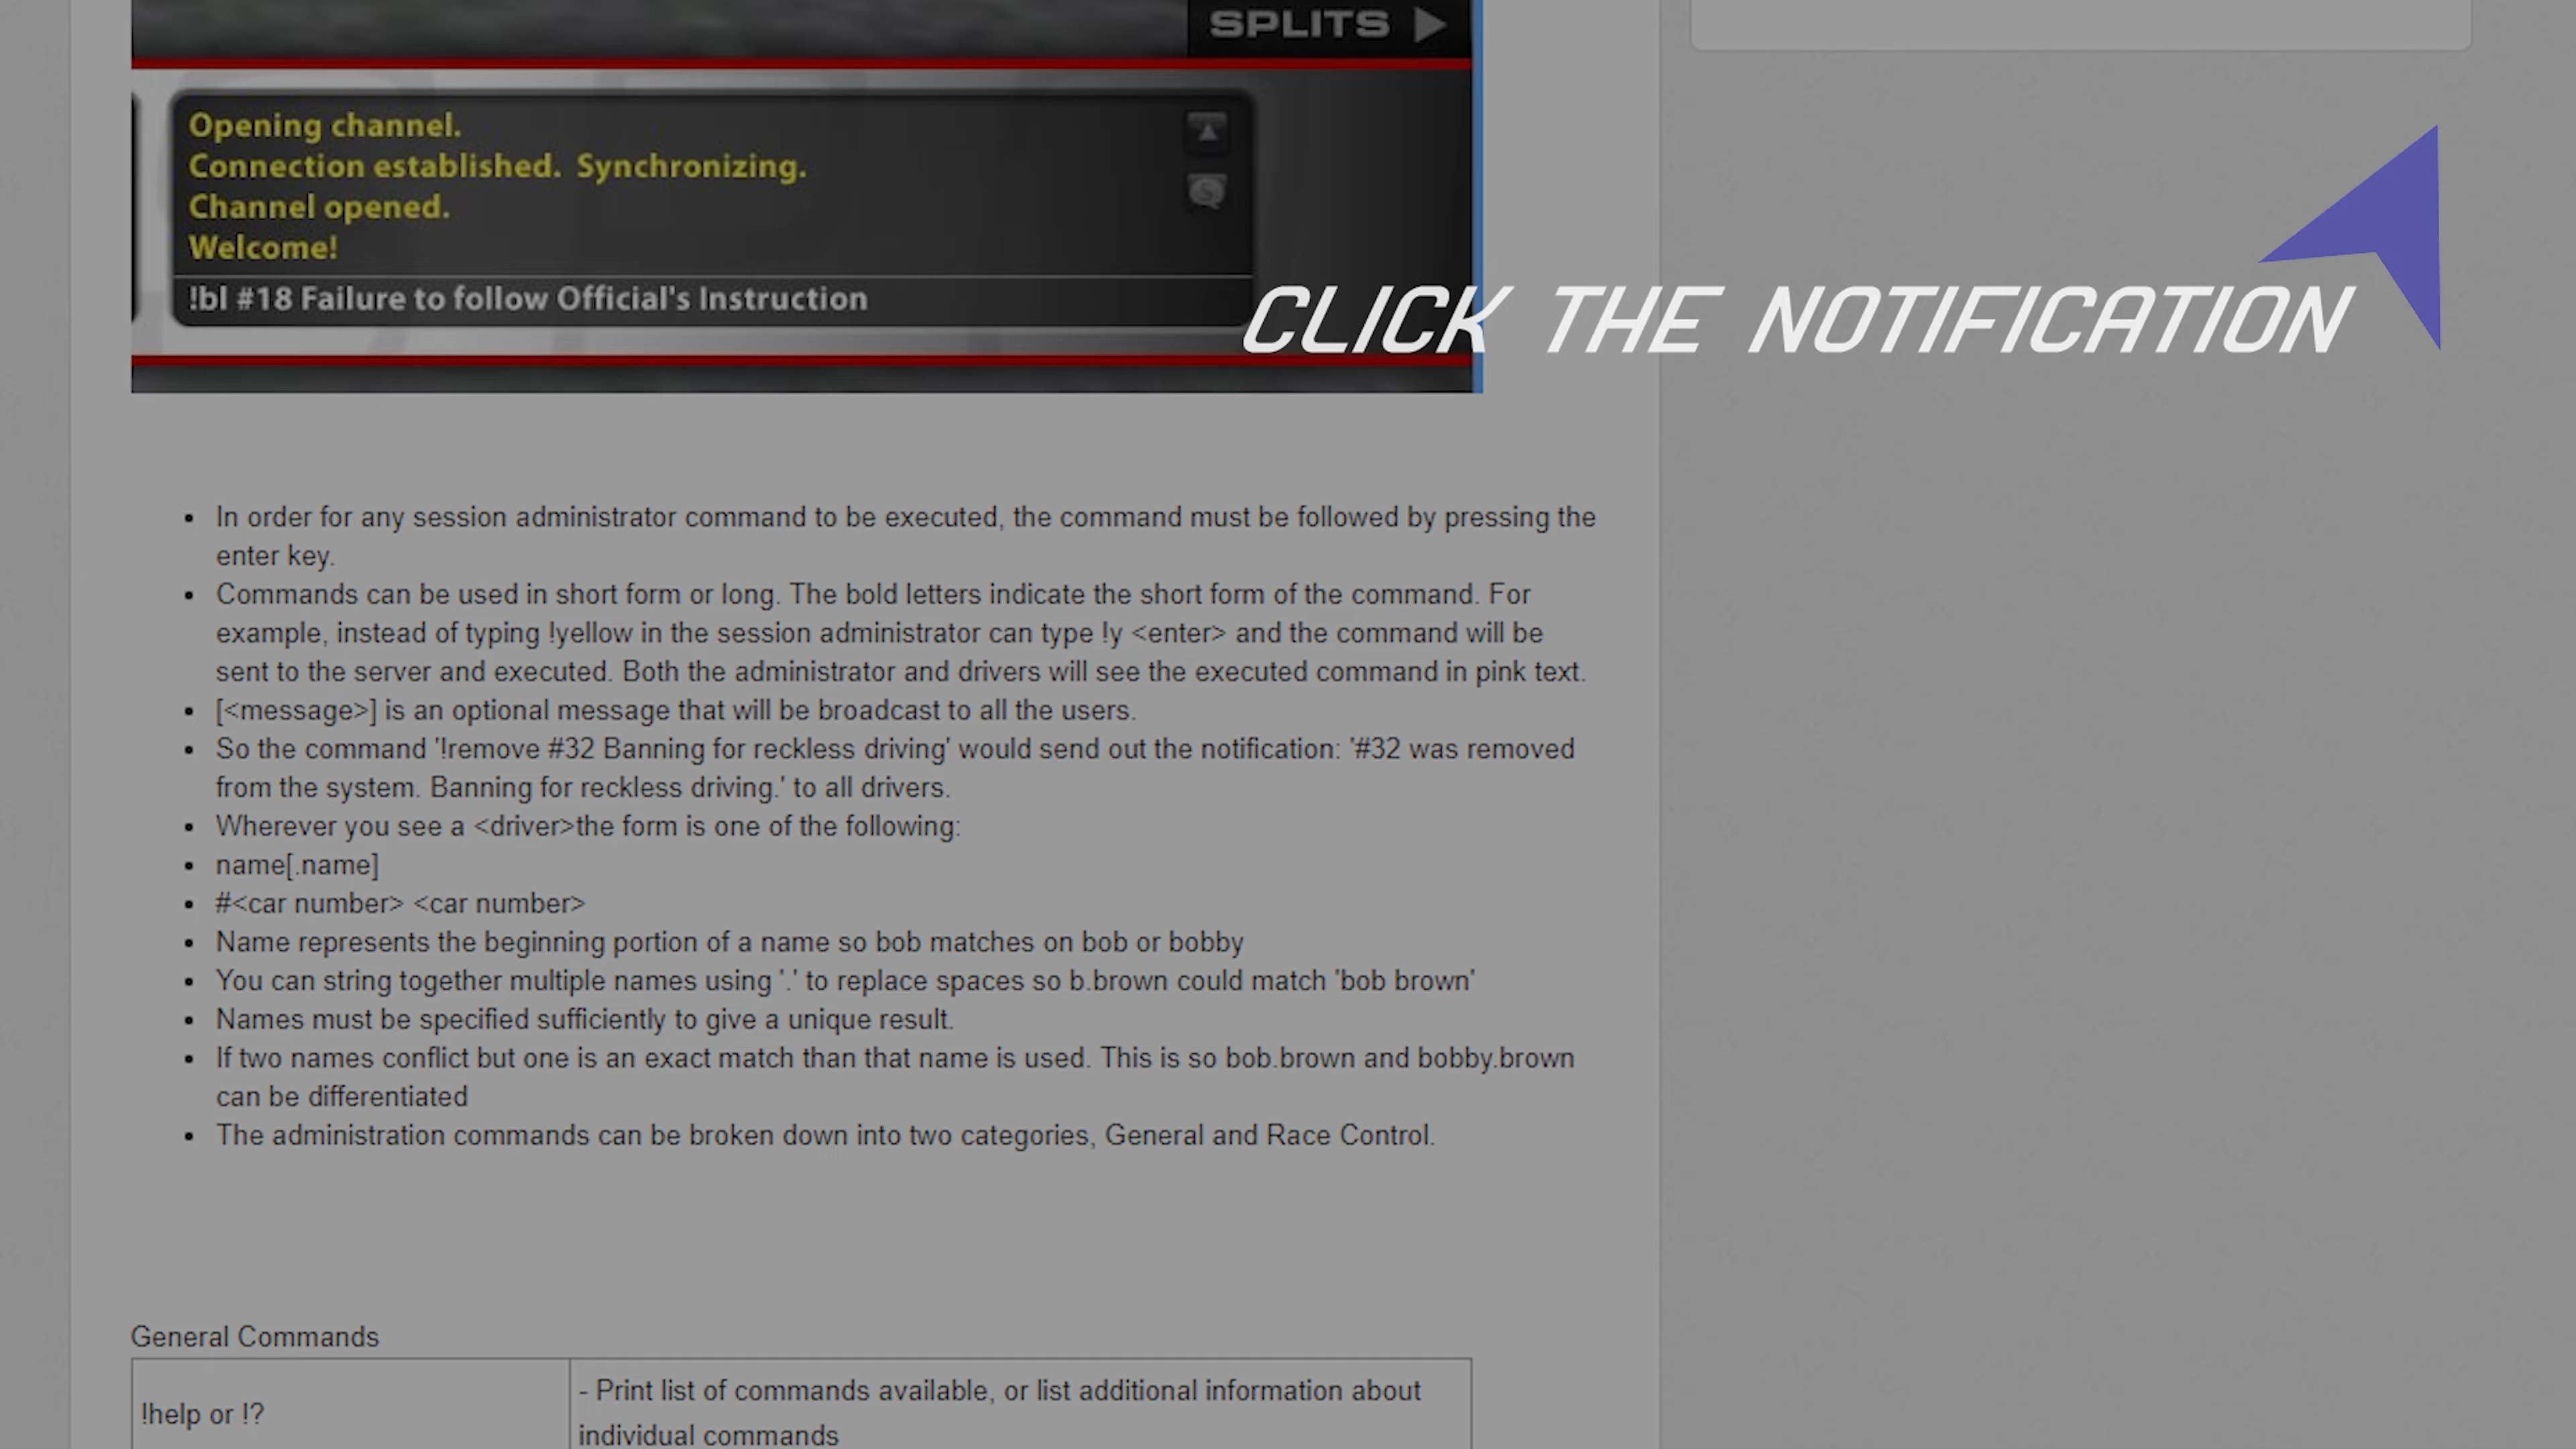 SPLITS
Opening channel.
Connection established. Synchronizing.
Channel opened.
Welcome!
!bl #18 Failure to follow Official's Instruction
CLICK THE NOTIFICATION
• In order for any session administrator command to be executed, the command must be followed by pressing the
enter key.
• Commands can be used in short form or long. The bold letters indicate the short form of the command. For
example, instead of typing !yellow in the session administrator can type !y <enter> and the command will be
sent to the server and executed. Both the administrator and drivers will see the executed command in pink text.
• [<message>] is an optional message that will be broadcast to all the users.
• So the command '!remove #32 Banning for reckless driving' would send out the notification: '#32 was removed
from the system. Banning for reckless driving.' to all drivers.
• Wherever you see a <driver>the form is one of the following:
• name[.name]
• #<car number> <car number>
• Name represents the beginning portion of a name so bob matches on bob or bobby
• You can string together multiple names using '.' to replace spaces so b.brown could match 'bob brown'
• Names must be specified sufficiently to give a unique result.
• If two names conflict but one is an exact match than that name is used. This is so bob.brown and bobby.brown
can be differentiated
• The administration commands can be broken down into two categories, General and Race Control.
General Commands
!help or !?
- Print list of commands available, or list additional information about
individual commands